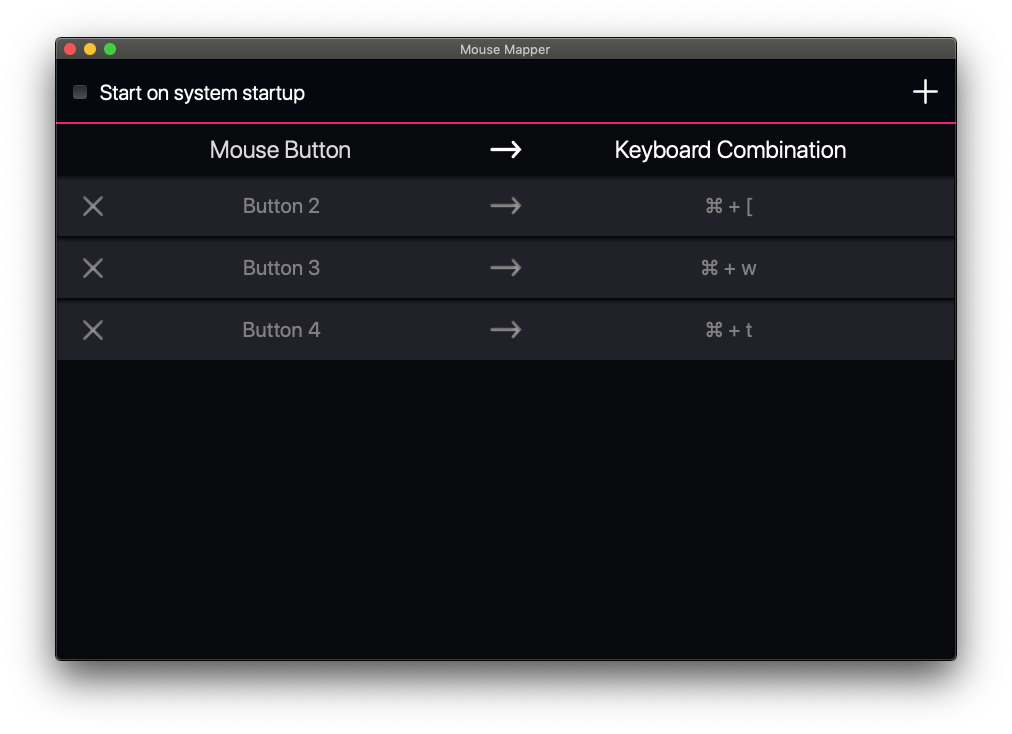 Mouse Mapper
Start on system startup
Mouse Button → Keyboard Combination
Button 2 → ⌘ + [
Button 3 → ⌘ + w
Button 4 → ⌘ + t